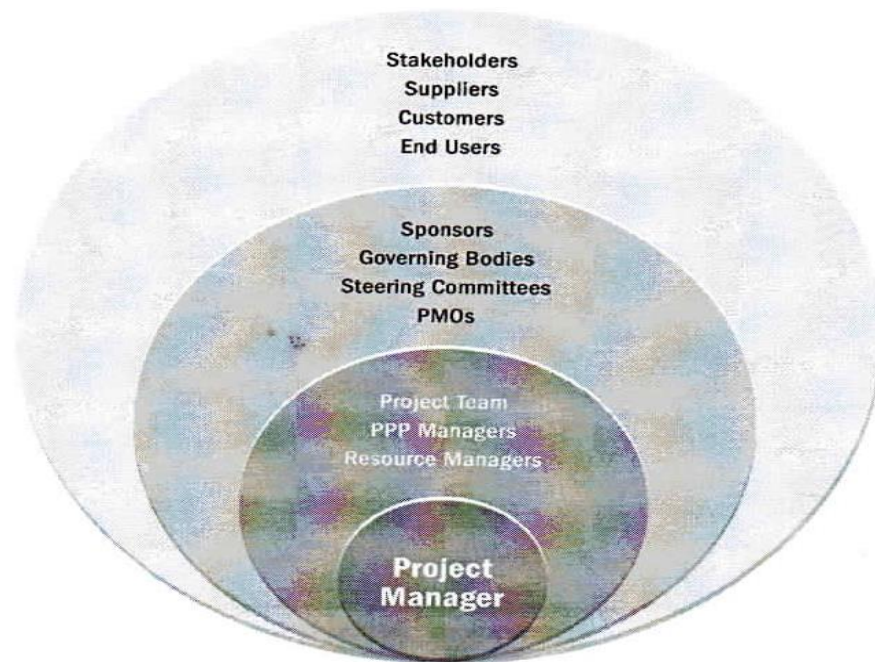 Stakeholders
Suppliers
Customers
End Users
Sponsors
Governing Bodies
Steering Committees
PMOs
Project Team
PPP Managers
Resource Managers
Project
Manager